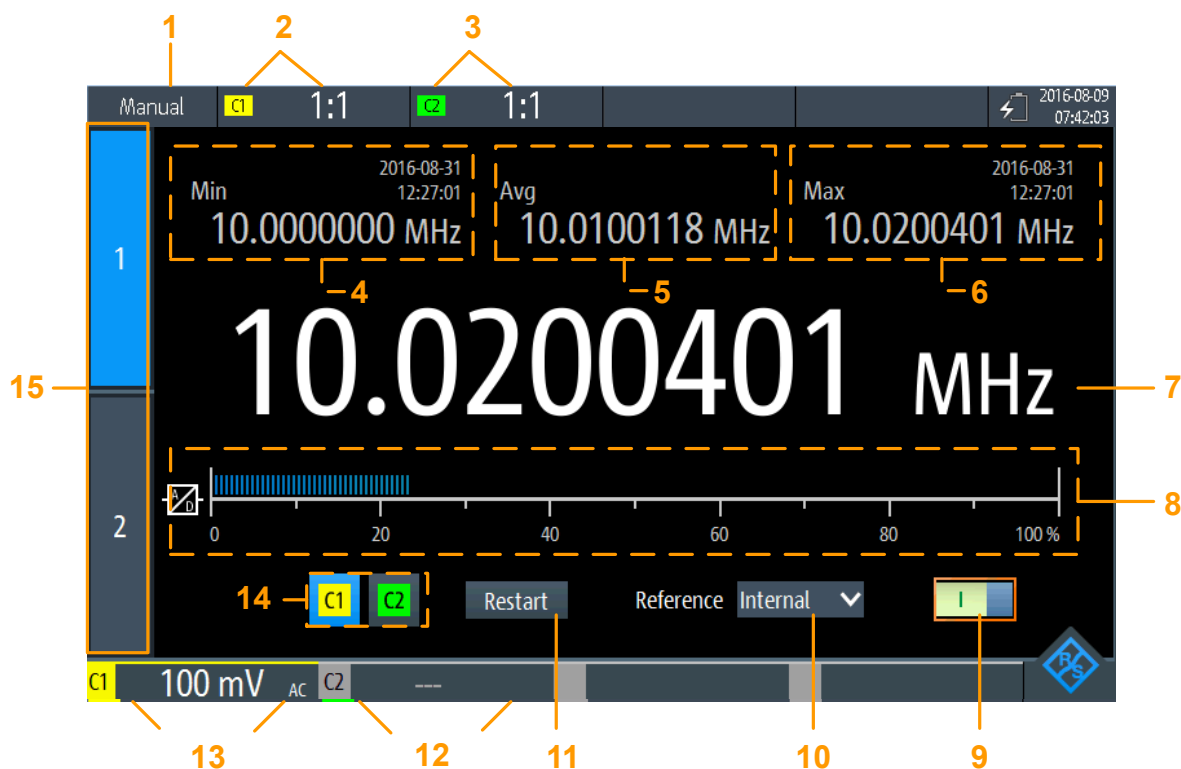 1
2
3
Manual
C1
1:1
C2
1:1
2016-08-09
07:42:03
1
2
15
Min
2016-08-31
12:27:01
10.0000000 MHz
Avg
10.0100118 MHz
Max
2016-08-31
12:27:01
10.0200401 MHz
4
5
6
10.0200401 MHz
7
A
D
0
20
40
60
80
100 %
8
14
C1
C2
Restart
Reference
Internal
I
R
S
C1
100 mV
AC
C2
---
13
12
11
10
9